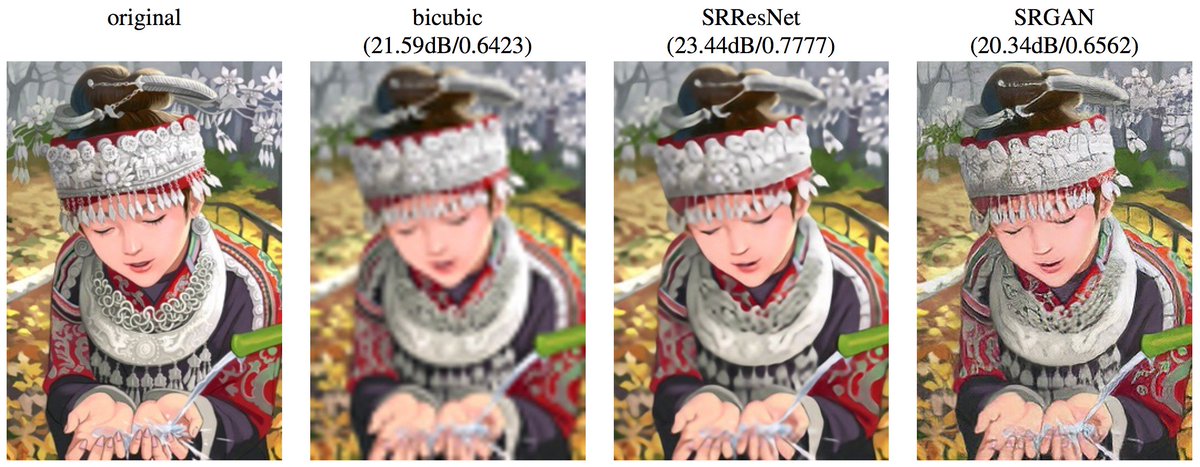 original
bicubic
(21.59dB/0.6423)
SRResNet
(23.44dB/0.7777)
SRGAN
(20.34dB/0.6562)